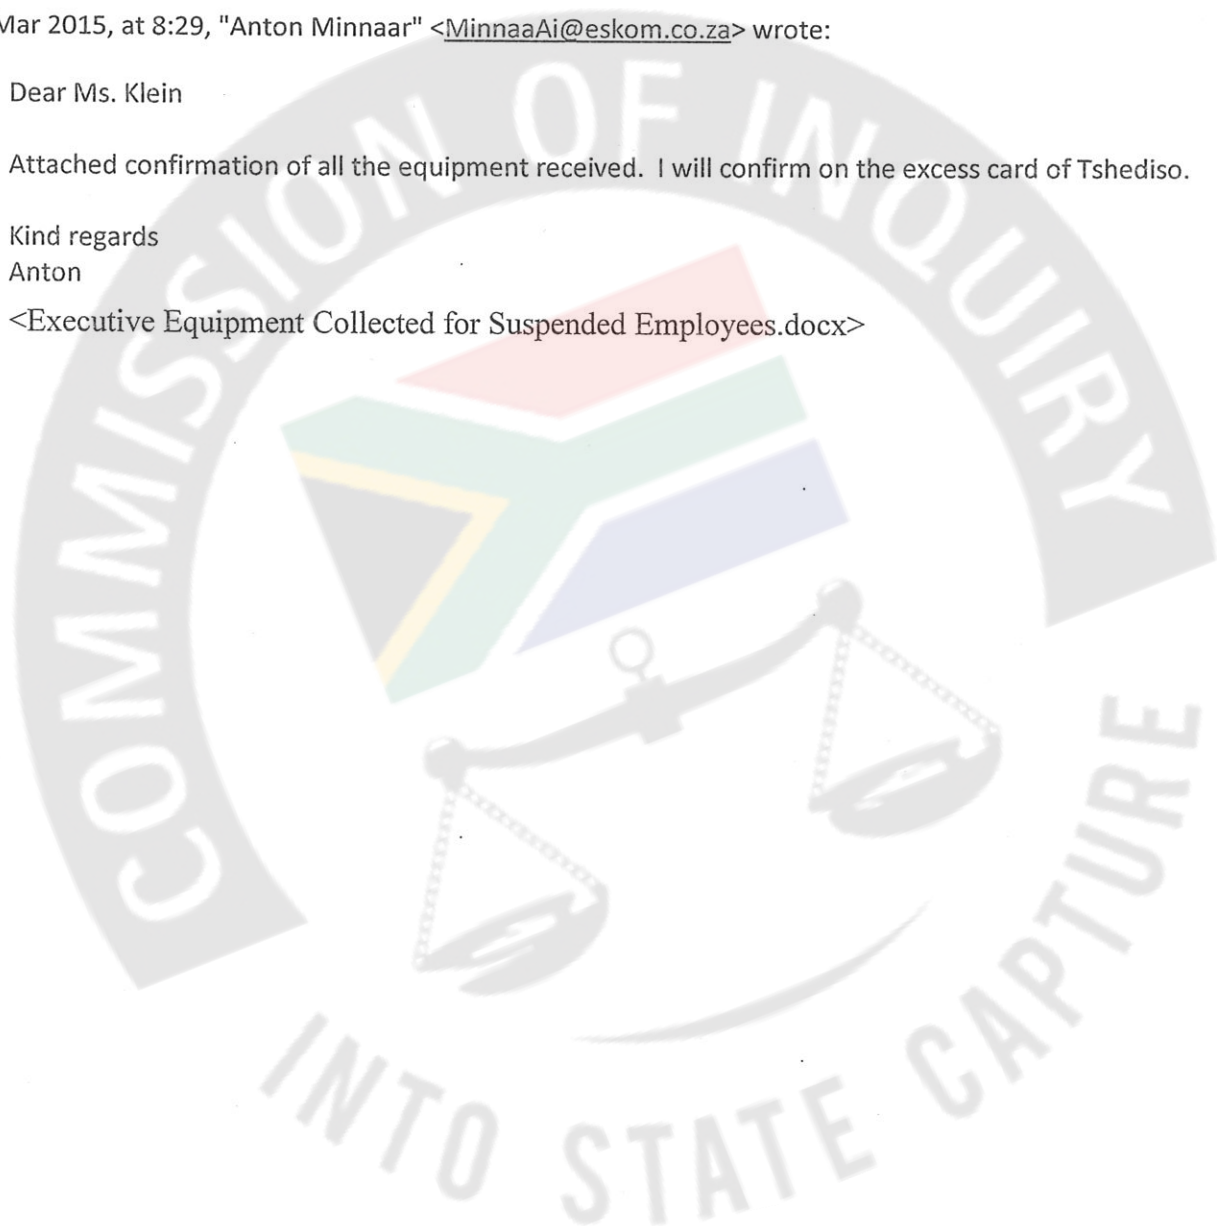 Mar 2015, at 8:29, "Anton Minnaar" <MinnaaAi@eskom.co.za> wrote:
Dear Ms. Klein
Attached confirmation of all the equipment received. I will confirm on the excess card of Tshediso.
Kind regards
Anton
<Executive Equipment Collected for Suspended Employees.docx>
COMMISSION OF INQUIRY
INTO STATE CAPTURE